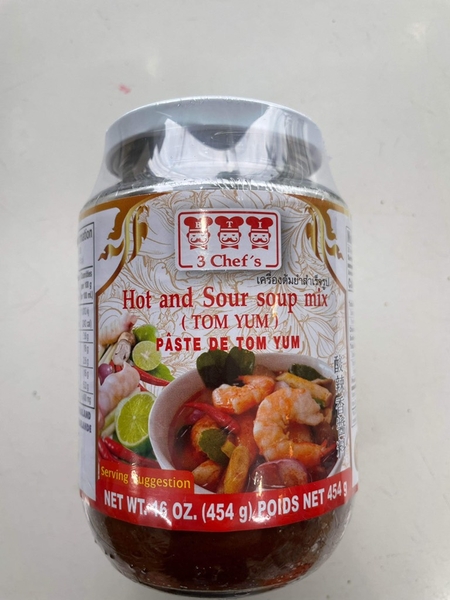 K T I
3 Chef's
เครื่องต้มยำสำเร็จรูป
Hot and Sour soup mix
( TOM YUM )
PÂSTE DE TOM YUM
Serving Suggestion
NET WT. 16 OZ. (454 g) POIDS NET 454 g